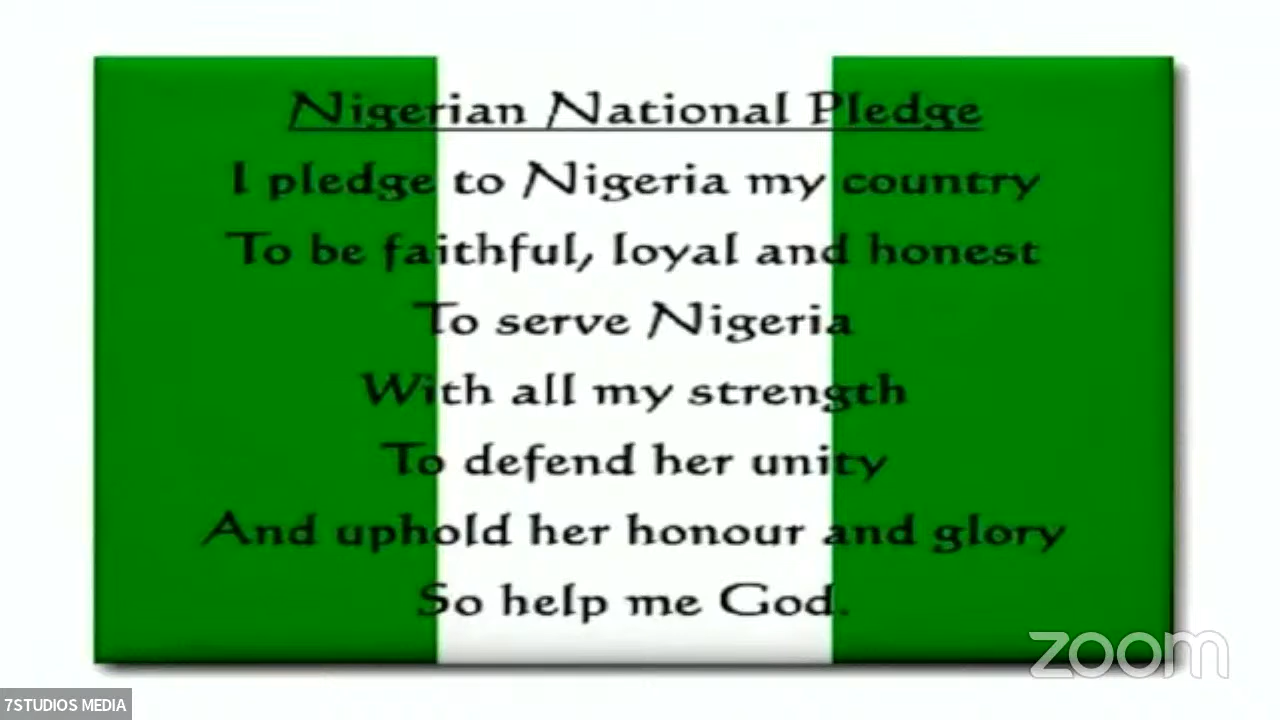 Nigerian National Pledge
I pledge to Nigeria my country
To be faithful, loyal and honest
To serve Nigeria
With all my strength
To defend her unity
And uphold her honour and glory
So help me God.
zoom
7STUDIOS MEDIA